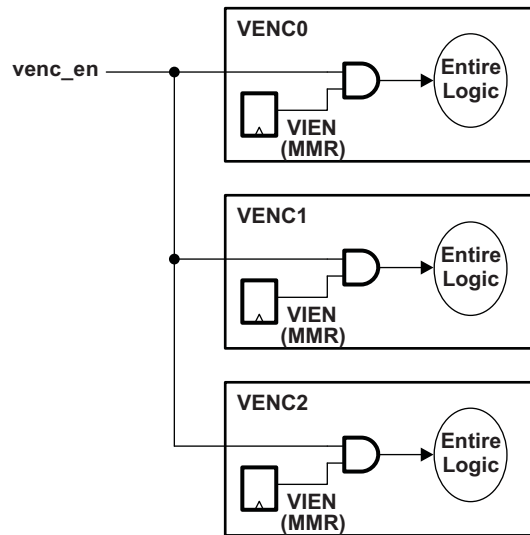 VENC0
venc_en
Entire
Logic
VIEN
(MMR)
VENC1
Entire
Logic
VIEN
(MMR)
VENC2
Entire
Logic
VIEN
(MMR)